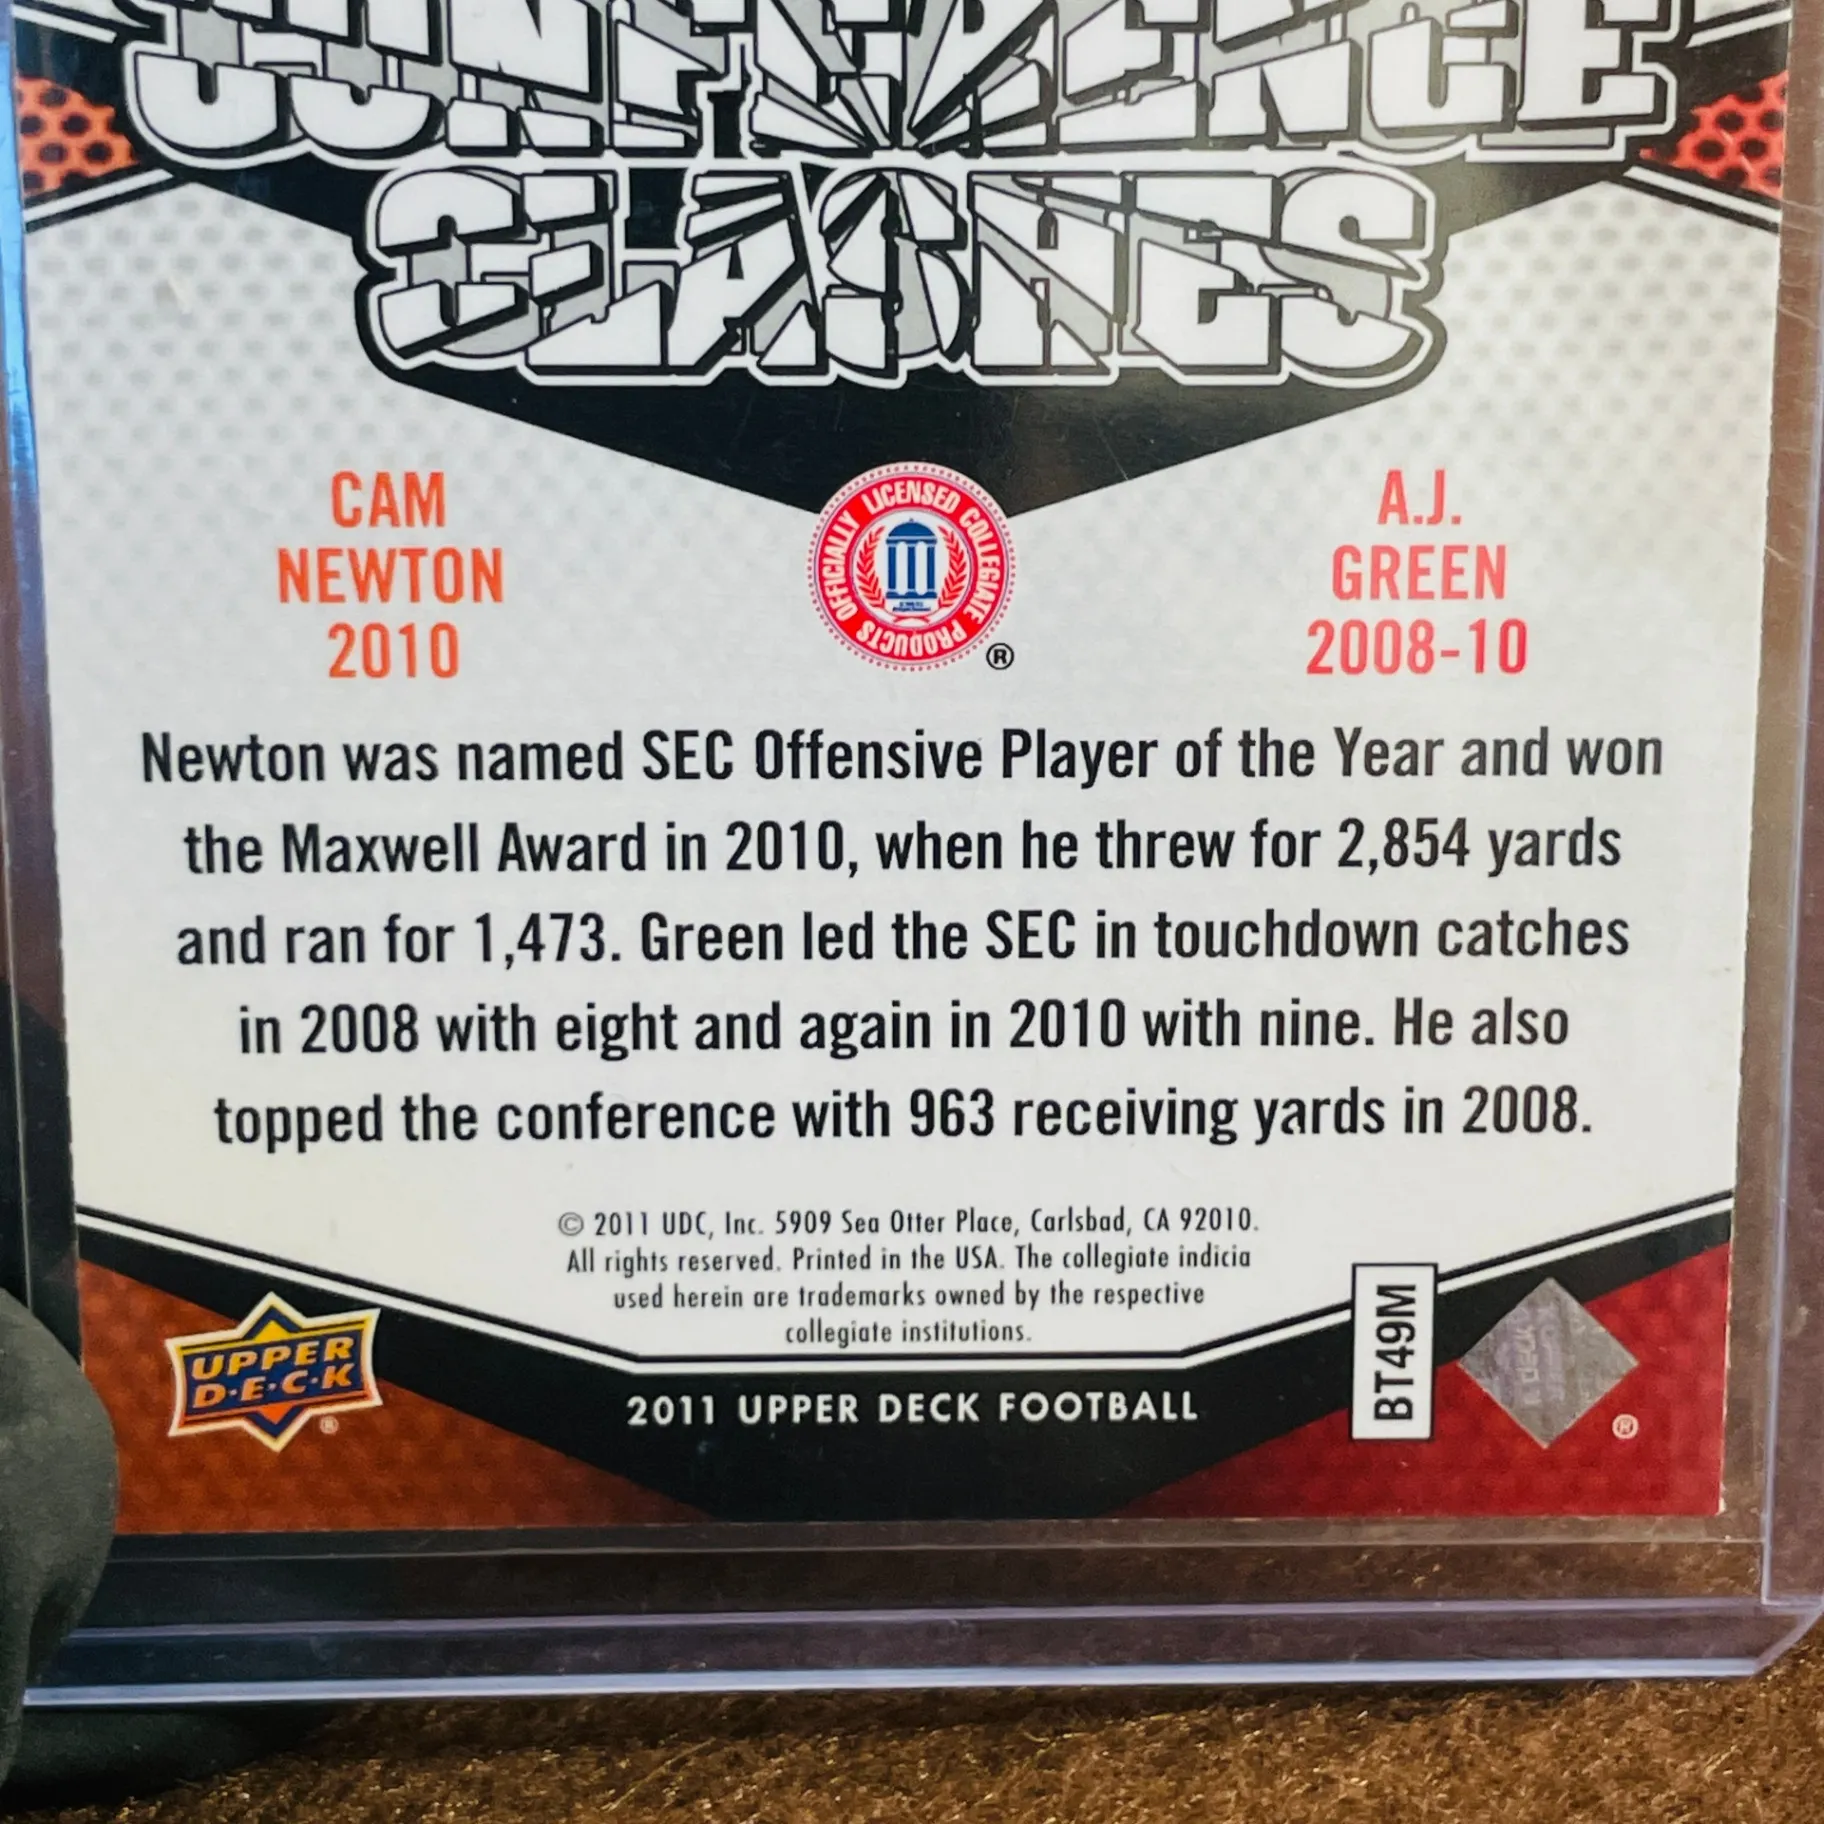 CONFERENCE
CLASHES
CAM
NEWTON
2010
OFFICIALLY LICENSED COLLEGIATE PRODUCTS
®
A.J.
GREEN
2008-10
Newton was named SEC Offensive Player of the Year and won
the Maxwell Award in 2010, when he threw for 2,854 yards
and ran for 1,473. Green led the SEC in touchdown catches
in 2008 with eight and again in 2010 with nine. He also
topped the conference with 963 receiving yards in 2008.
© 2011 UDC, Inc. 5909 Sea Otter Place, Carlsbad, CA 92010.
All rights reserved. Printed in the USA. The collegiate indicia
used herein are trademarks owned by the respective
collegiate institutions.
UPPER
D·E·C·K
®
2011 UPPER DECK FOOTBALL
BT49M
®